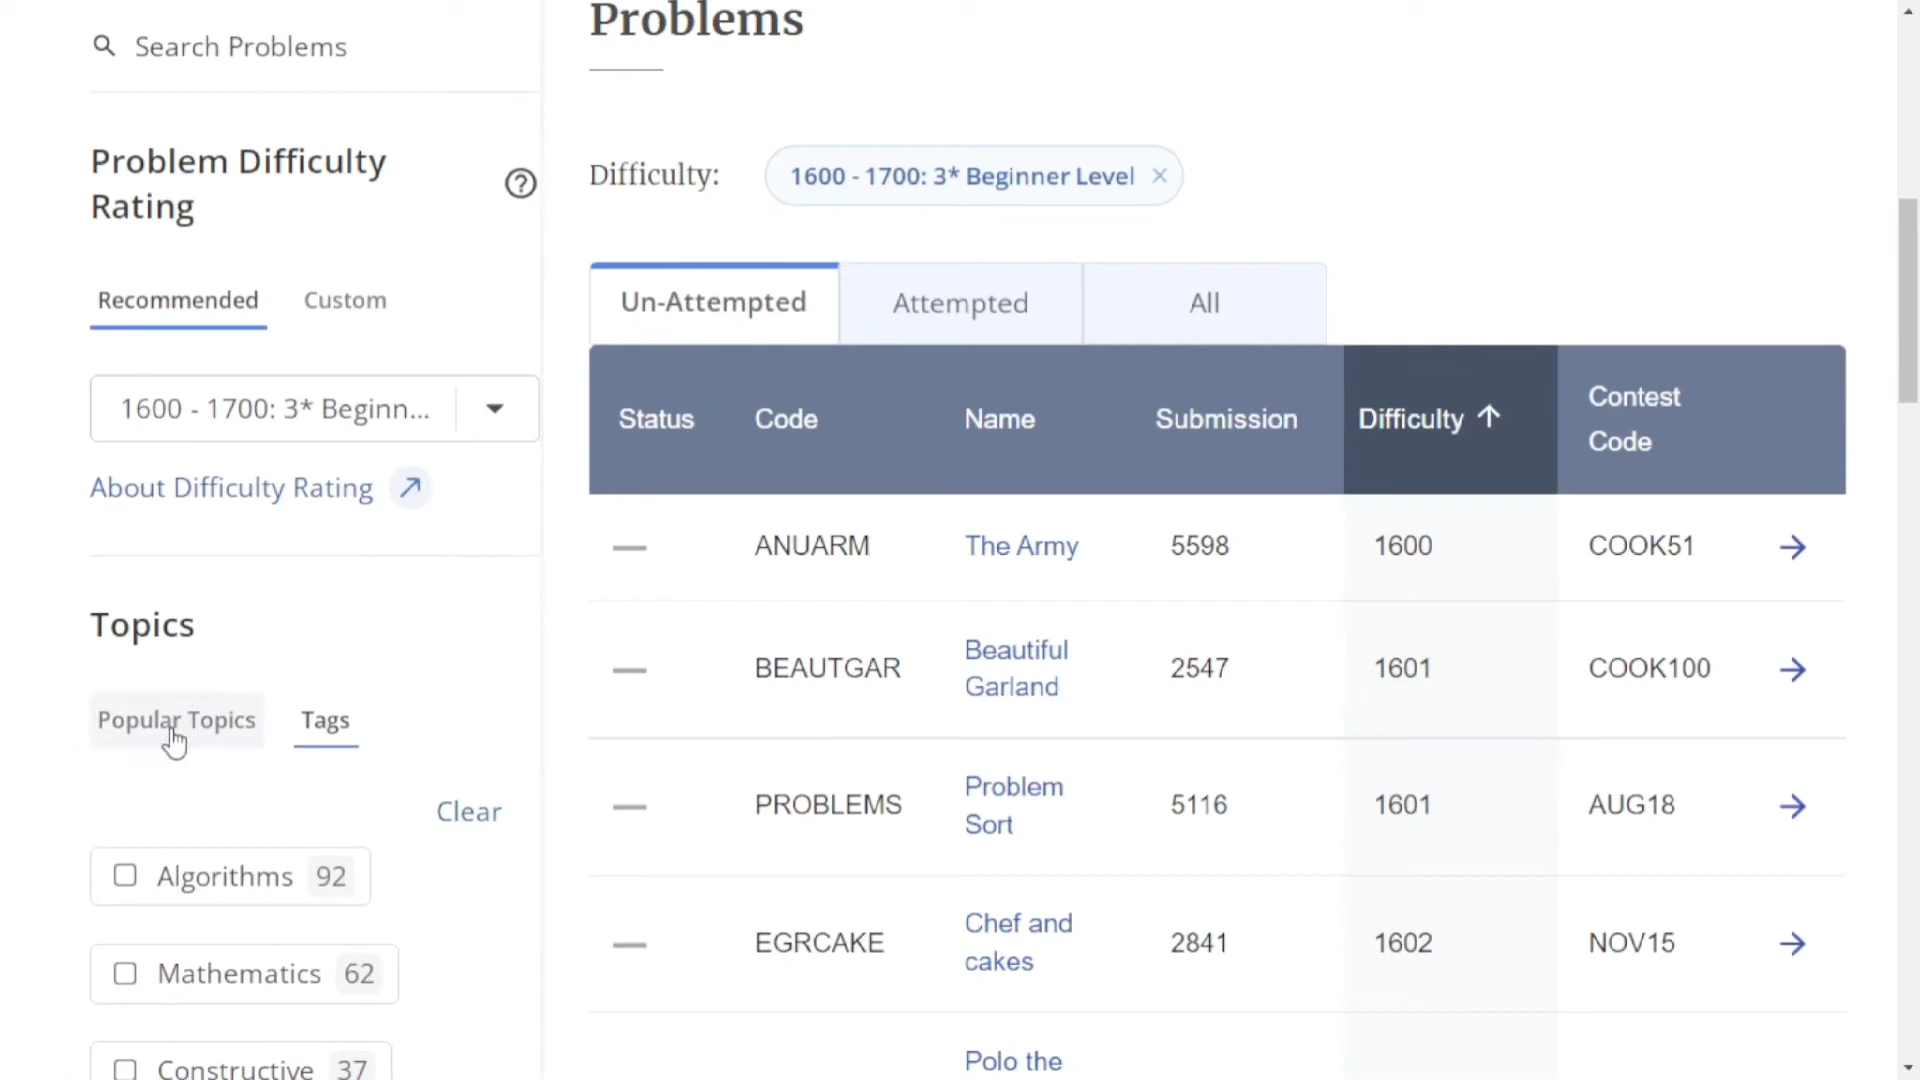 Search Problems
Problem Difficulty
Rating
Recommended Custom
1600 - 1700: 3* Beginn...
About Difficulty Rating
Topics
Popular Topics Tags
Clear
Algorithms 92
Mathematics 62
Constructive 37
Problems
Difficulty: 1600 - 1700: 3* Beginner Level
Un-Attempted Attempted All
Status Code Name Submission Difficulty Contest
Code
ANUARM The Army 5598 1600 COOK51
BEAUTGAR Beautiful
Garland 2547 1601 COOK100
PROBLEMS Problem
Sort 5116 1601 AUG18
EGRCAKE Chef and
cakes 2841 1602 NOV15
Polo the